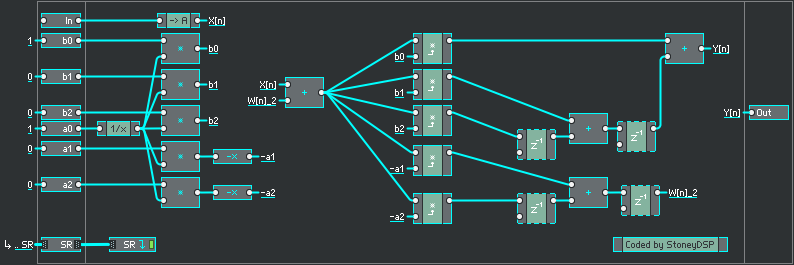 In
-> A
X[n]
1
b0
b0
0
b1
b1
0
b2
b2
1
a0
1/x
0
a1
-x
-a1
0
a2
-x
-a2
.. SR
SR
SR
X[n]
W[n]_2
+
b0
b1
b2
-a1
-a2
+
Y[n]
z-1
+
z-1
z-1
+
z-1
W[n]_2
Y[n]
Out
Coded by StoneyDSP